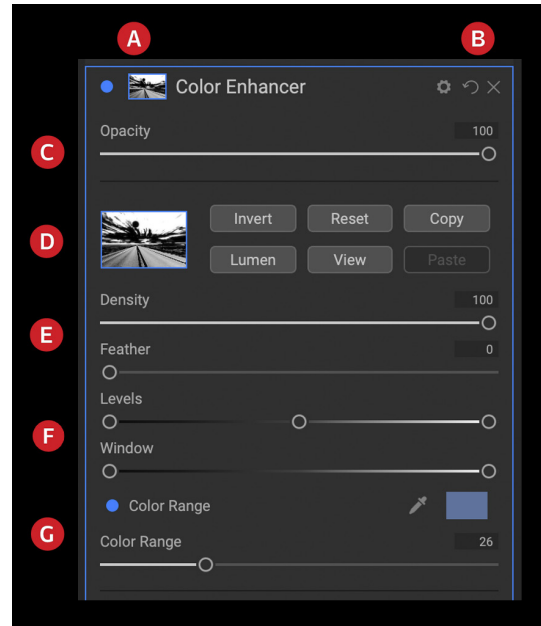 A
B
Color Enhancer
C
Opacity
100
D
Invert
Reset
Copy
Lumen
View
Paste
E
Density
100
Feather
0
F
Levels
Window
G
Color Range
Color Range
26